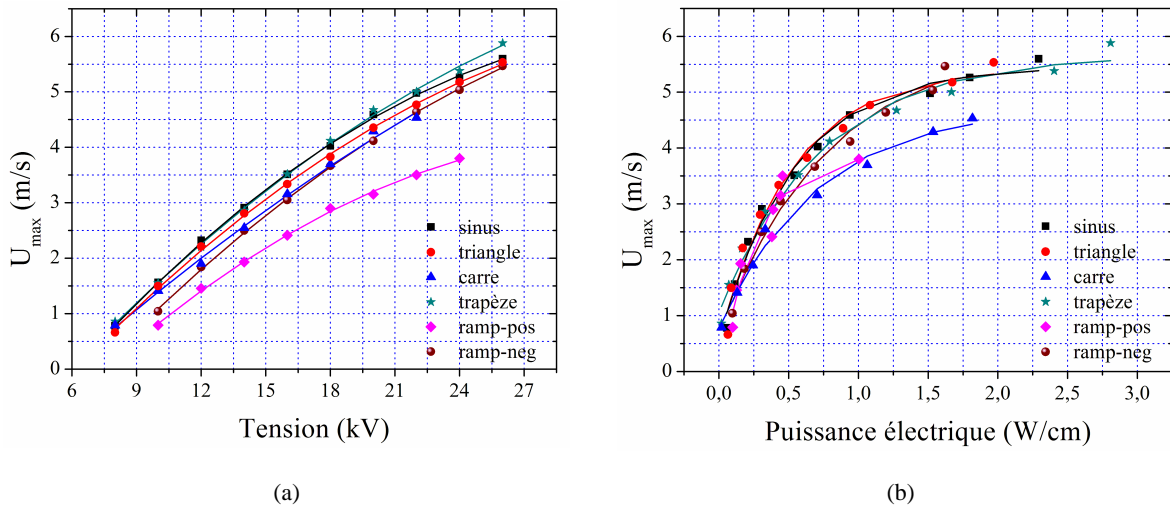 6
5
4
3
2
1
0
U max (m/s)
sinus
triangle
carre
trapèze
ramp-pos
ramp-neg
6 9 12 15 18 21 24 27
Tension (kV)
(a)
6
5
4
3
2
1
0
U max (m/s)
sinus
triangle
carre
trapèze
ramp-pos
ramp-neg
0,0 0,5 1,0 1,5 2,0 2,5 3,0
Puissance électrique (W/cm)
(b)